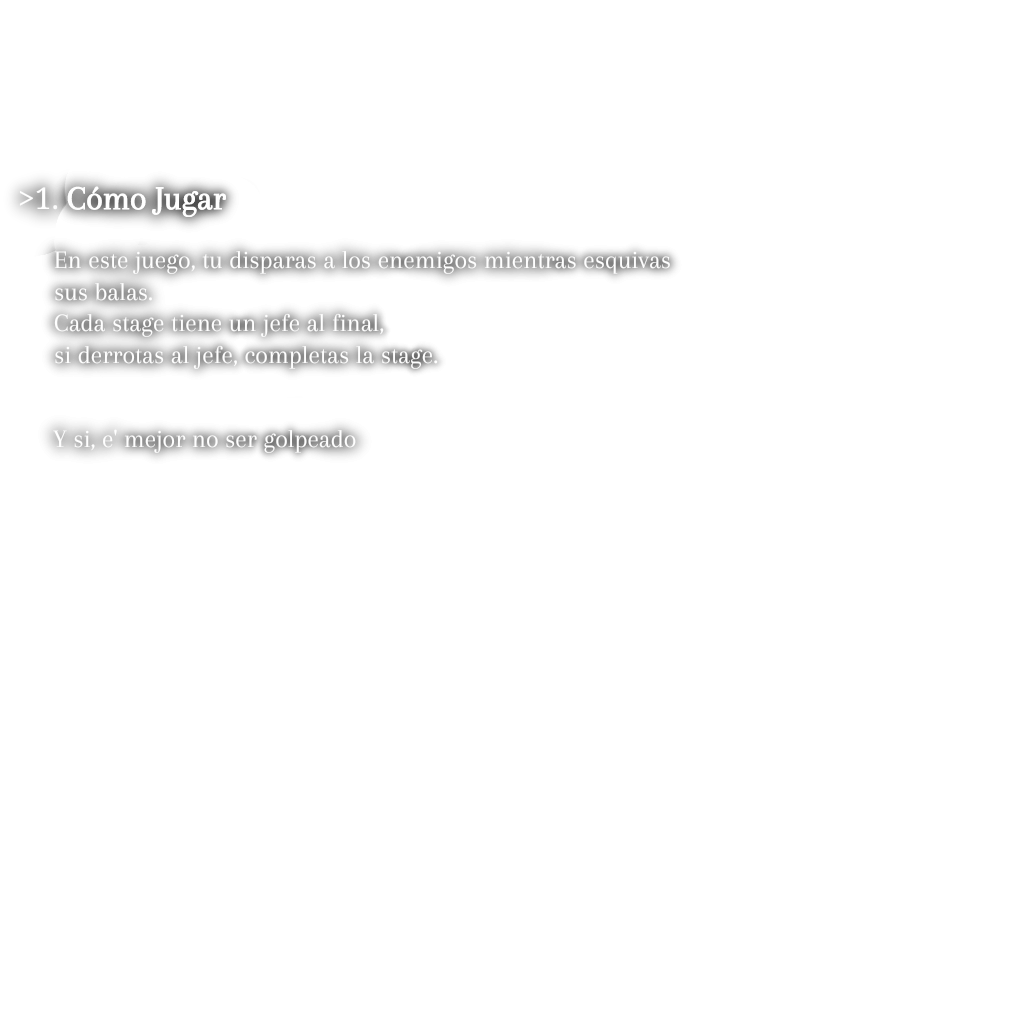 >1. Cómo Jugar
En este juego, tu disparas a los enemigos mientras esquivas
sus balas.
Cada stage tiene un jefe al final,
si derrotas al jefe, completas la stage.
Y si, e' mejor no ser golpeado